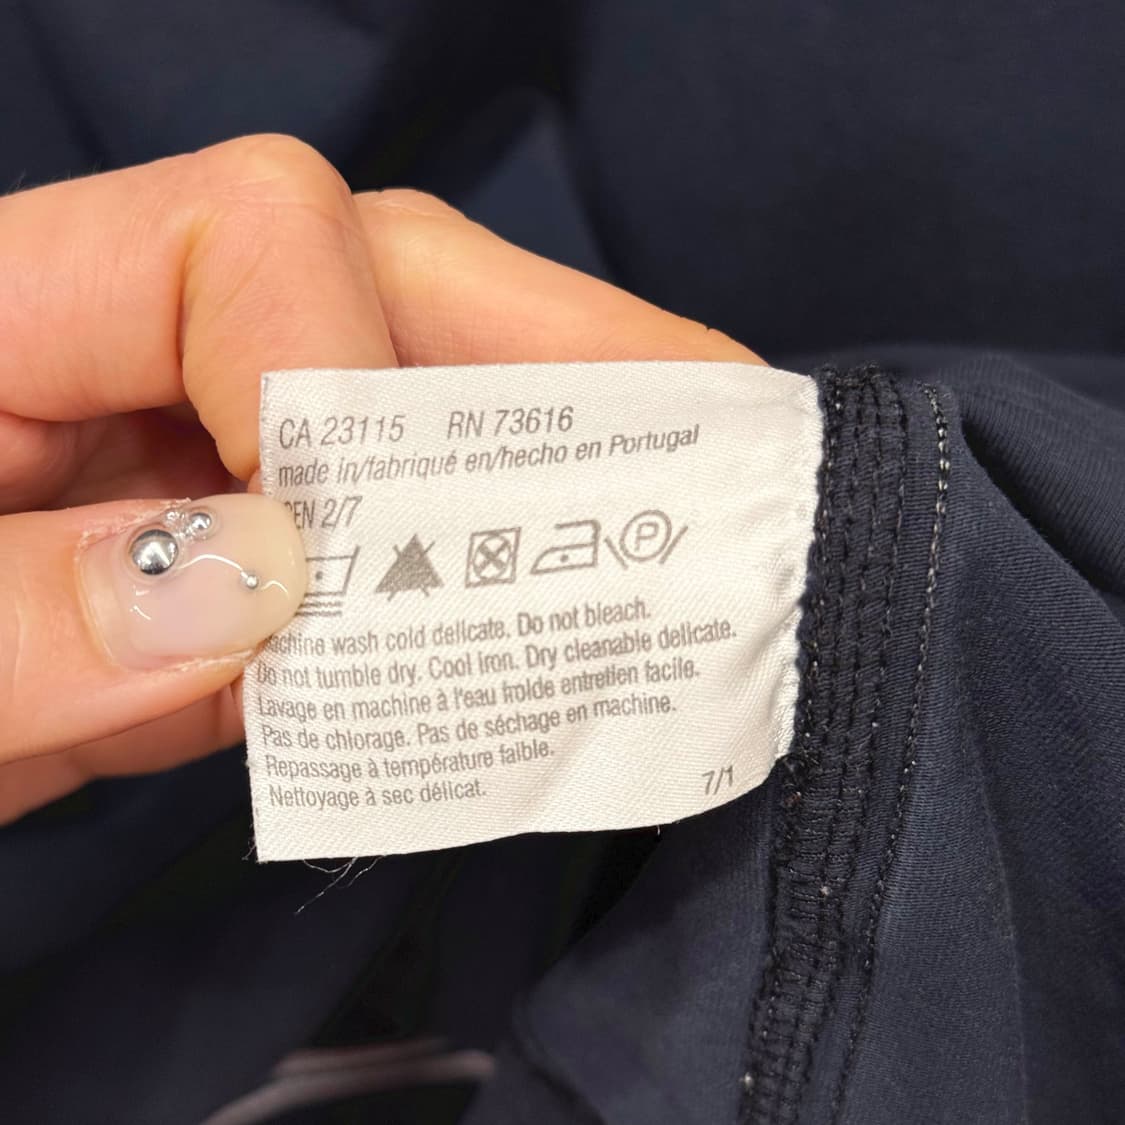 CA 23115 RN 73616
made in/fabriqué en/hecho en Portugal
EN 2/7
P
chine wash cold delicate. Do not bleach.
Do not tumble dry. Cool Iron. Dry cleanable delicate.
Lavage en machine à l'eau froide entretien facile.
Pas de chlorage. Pas de séchage en machine.
Repassage à température faible.
Nettoyage à sec délicat.
7/1